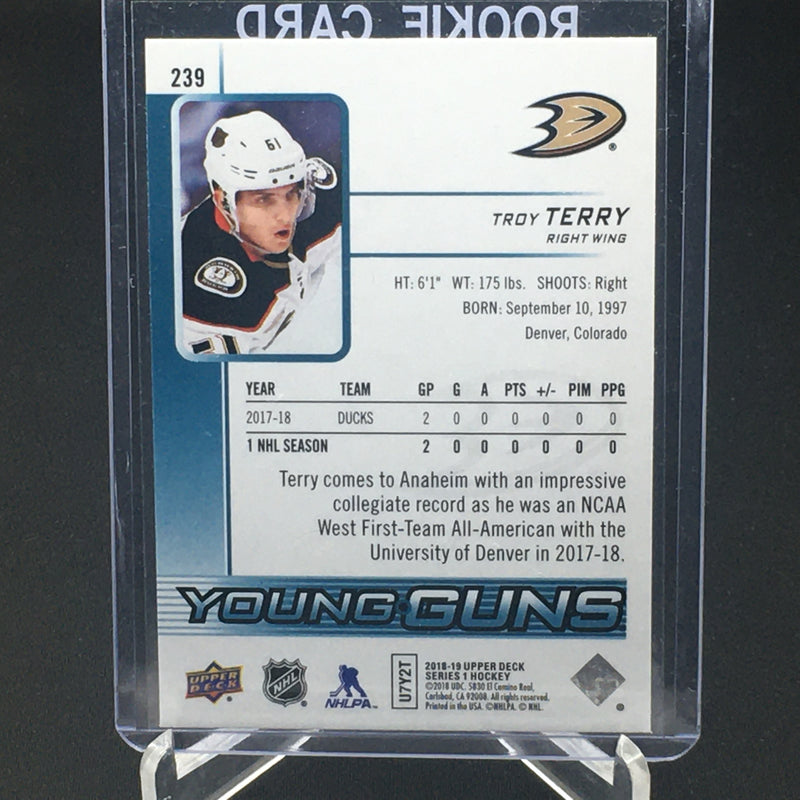 ROOKIE CARD
239
61
TROY TERRY
RIGHT WING
HT: 6'1" WT: 175 lbs. SHOOTS: Right
BORN: September 10, 1997
Denver, Colorado
YEAR TEAM GP G A PTS +/- PIM PPG
2017-18 DUCKS 2 0 0 0 0 0 0
1 NHL SEASON 2 0 0 0 0 0 0
Terry comes to Anaheim with an impressive
collegiate record as he was an NCAA
West First-Team All-American with the
University of Denver in 2017-18.
YOUNG GUNS
UPPER DECK
NHL
NHLPA
U7Y2T
2018-19 UPPER DECK
SERIES 1 HOCKEY
©2018 UDC. 5830 El Camino Real,
Carlsbad, CA 92008. All rights reserved.
Printed in the USA. ©NHLPA. © NHL.